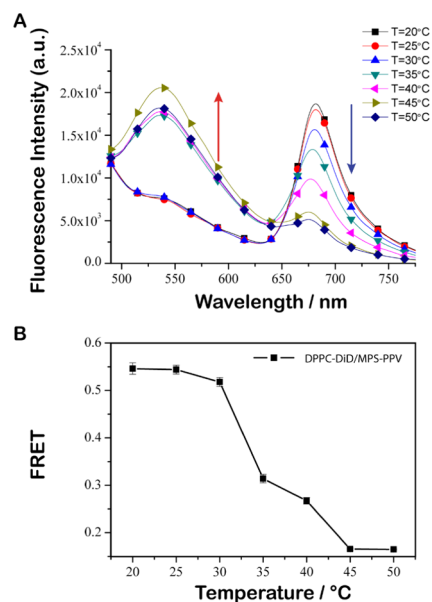 A
Fluorescence Intensity (a.u.)
2.5x10⁴
2.0x10⁴
1.5x10⁴
1.0x10⁴
5.0x10³
0.0
500 550 600 650 700 750
Wavelength / nm
T=20°C
T=25°C
T=30°C
T=35°C
T=40°C
T=45°C
T=50°C
B
FRET
0.6
0.5
0.4
0.3
0.2
DPPC-DiD/MPS-PPV
20 25 30 35 40 45 50
Temperature / °C